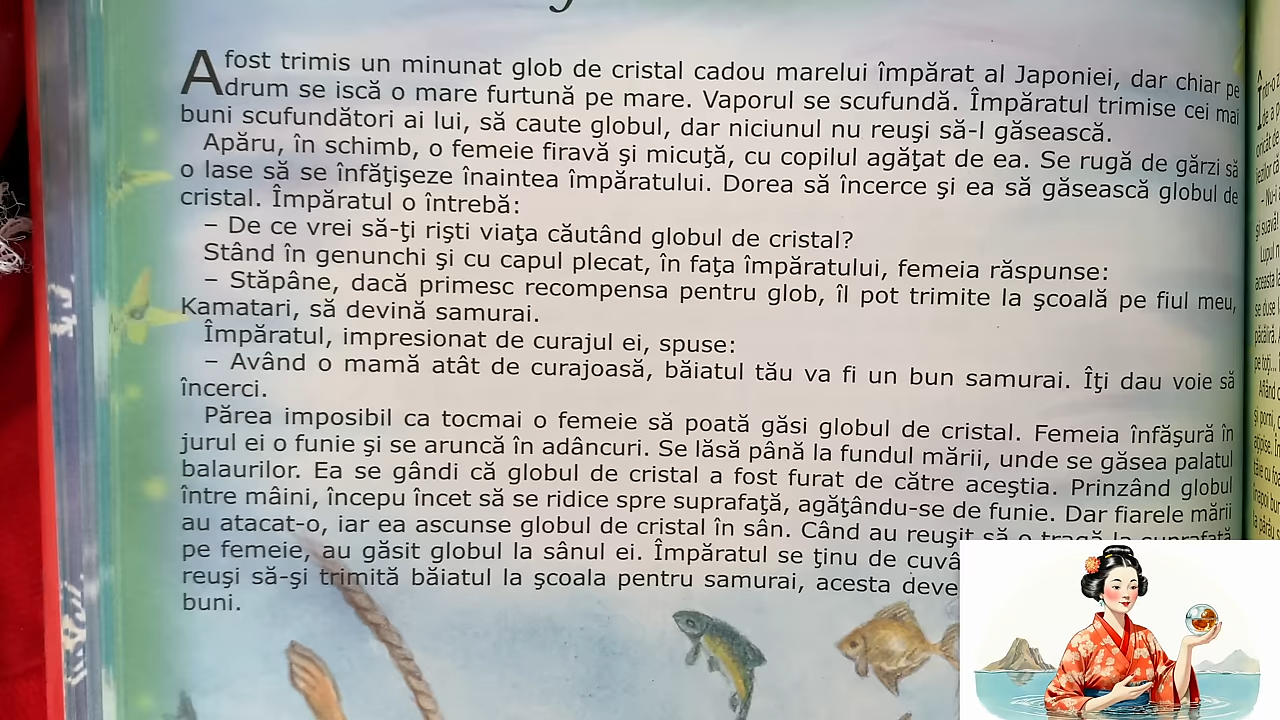 A fost trimis un minunat glob de cristal cadou marelui împărat al Japoniei, dar chiar pe
drum se iscă o mare furtună pe mare. Vaporul se scufundă. Împăratul trimise cei mai
buni scufundători ai lui, să caute globul, dar niciunul nu reuşi să-l găsească.
Apăru, în schimb, o femeie firavă şi micuţă, cu copilul agăţat de ea. Se rugă de gărzi să
o lase să se înfăţişeze înaintea împăratului. Dorea să încerce şi ea să găsească globul de
cristal. Împăratul o întrebă:
– De ce vrei să-ţi rişti viaţa căutând globul de cristal?
Stând în genunchi şi cu capul plecat, în faţa împăratului, femeia răspunse:
– Stăpâne, dacă primesc recompensa pentru glob, îl pot trimite la şcoală pe fiul meu,
Kamatari, să devină samurai.
Împăratul, impresionat de curajul ei, spuse:
– Având o mamă atât de curajoasă, băiatul tău va fi un bun samurai. Îţi dau voie să
încerci.
Părea imposibil ca tocmai o femeie să poată găsi globul de cristal. Femeia înfăşură în
jurul ei o funie şi se aruncă în adâncuri. Se lăsă până la fundul mării, unde se găsea palatul
balaurilor. Ea se gândi că globul de cristal a fost furat de către aceştia. Prinzând globul
între mâini, începu încet să se ridice spre suprafaţă, agăţându-se de funie. Dar fiarele mării
au atacat-o, iar ea ascunse globul de cristal în sân. Când au reuşit să o tragă la suprafaţă
pe femeie, au găsit globul la sânul ei. Împăratul se ţinu de
reuşi să-şi trimită băiatul la şcoala pentru samurai, acesta
buni.